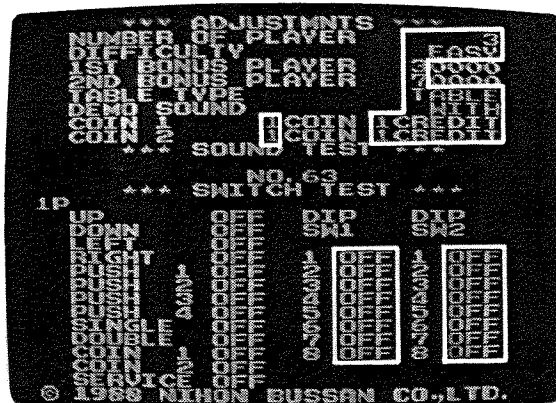 *** ADJUSTMNTS ***
NUMBER OF PLAYER 3
DIFFICULTY EASY
1ST BONUS PLAYER 30000
2ND BONUS PLAYER
TABLE TYPE TABLE
DEMO SOUND WITH
COIN 1 1 COIN 1CREDIT
COIN 2 1 COIN 1CREDIT
*** SOUND TEST ***
NO.63
*** SWITCH TEST ***
1P
UP OFF DIP DIP
DOWN OFF SW1 SW2
LEFT OFF
RIGHT OFF 1 OFF 1 OFF
PUSH 1 OFF 2 OFF 2 OFF
PUSH 2 OFF 3 OFF 3 OFF
PUSH 3 OFF 4 OFF 4 OFF
PUSH 4 OFF 5 OFF 5 OFF
SINGLE OFF 6 OFF 6 OFF
DOUBLE OFF 7 OFF 7 OFF
COIN 1 OFF 8 OFF 8 OFF
COIN 2 OFF
SERVICE OFF
© 1988 NIHON BUSSAN CO.,LTD.